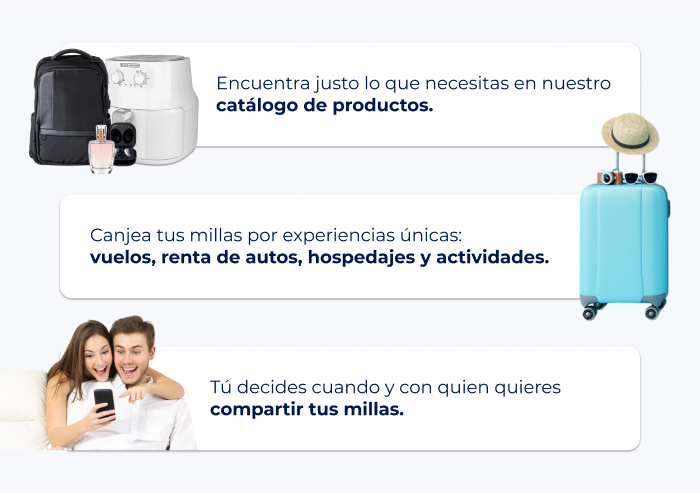 Encuentra justo lo que necesitas en nuestro
catálogo de productos.
Canjea tus millas por experiencias únicas:
vuelos, renta de autos, hospedajes y actividades.
Tú decides cuando y con quien quieres
compartir tus millas.